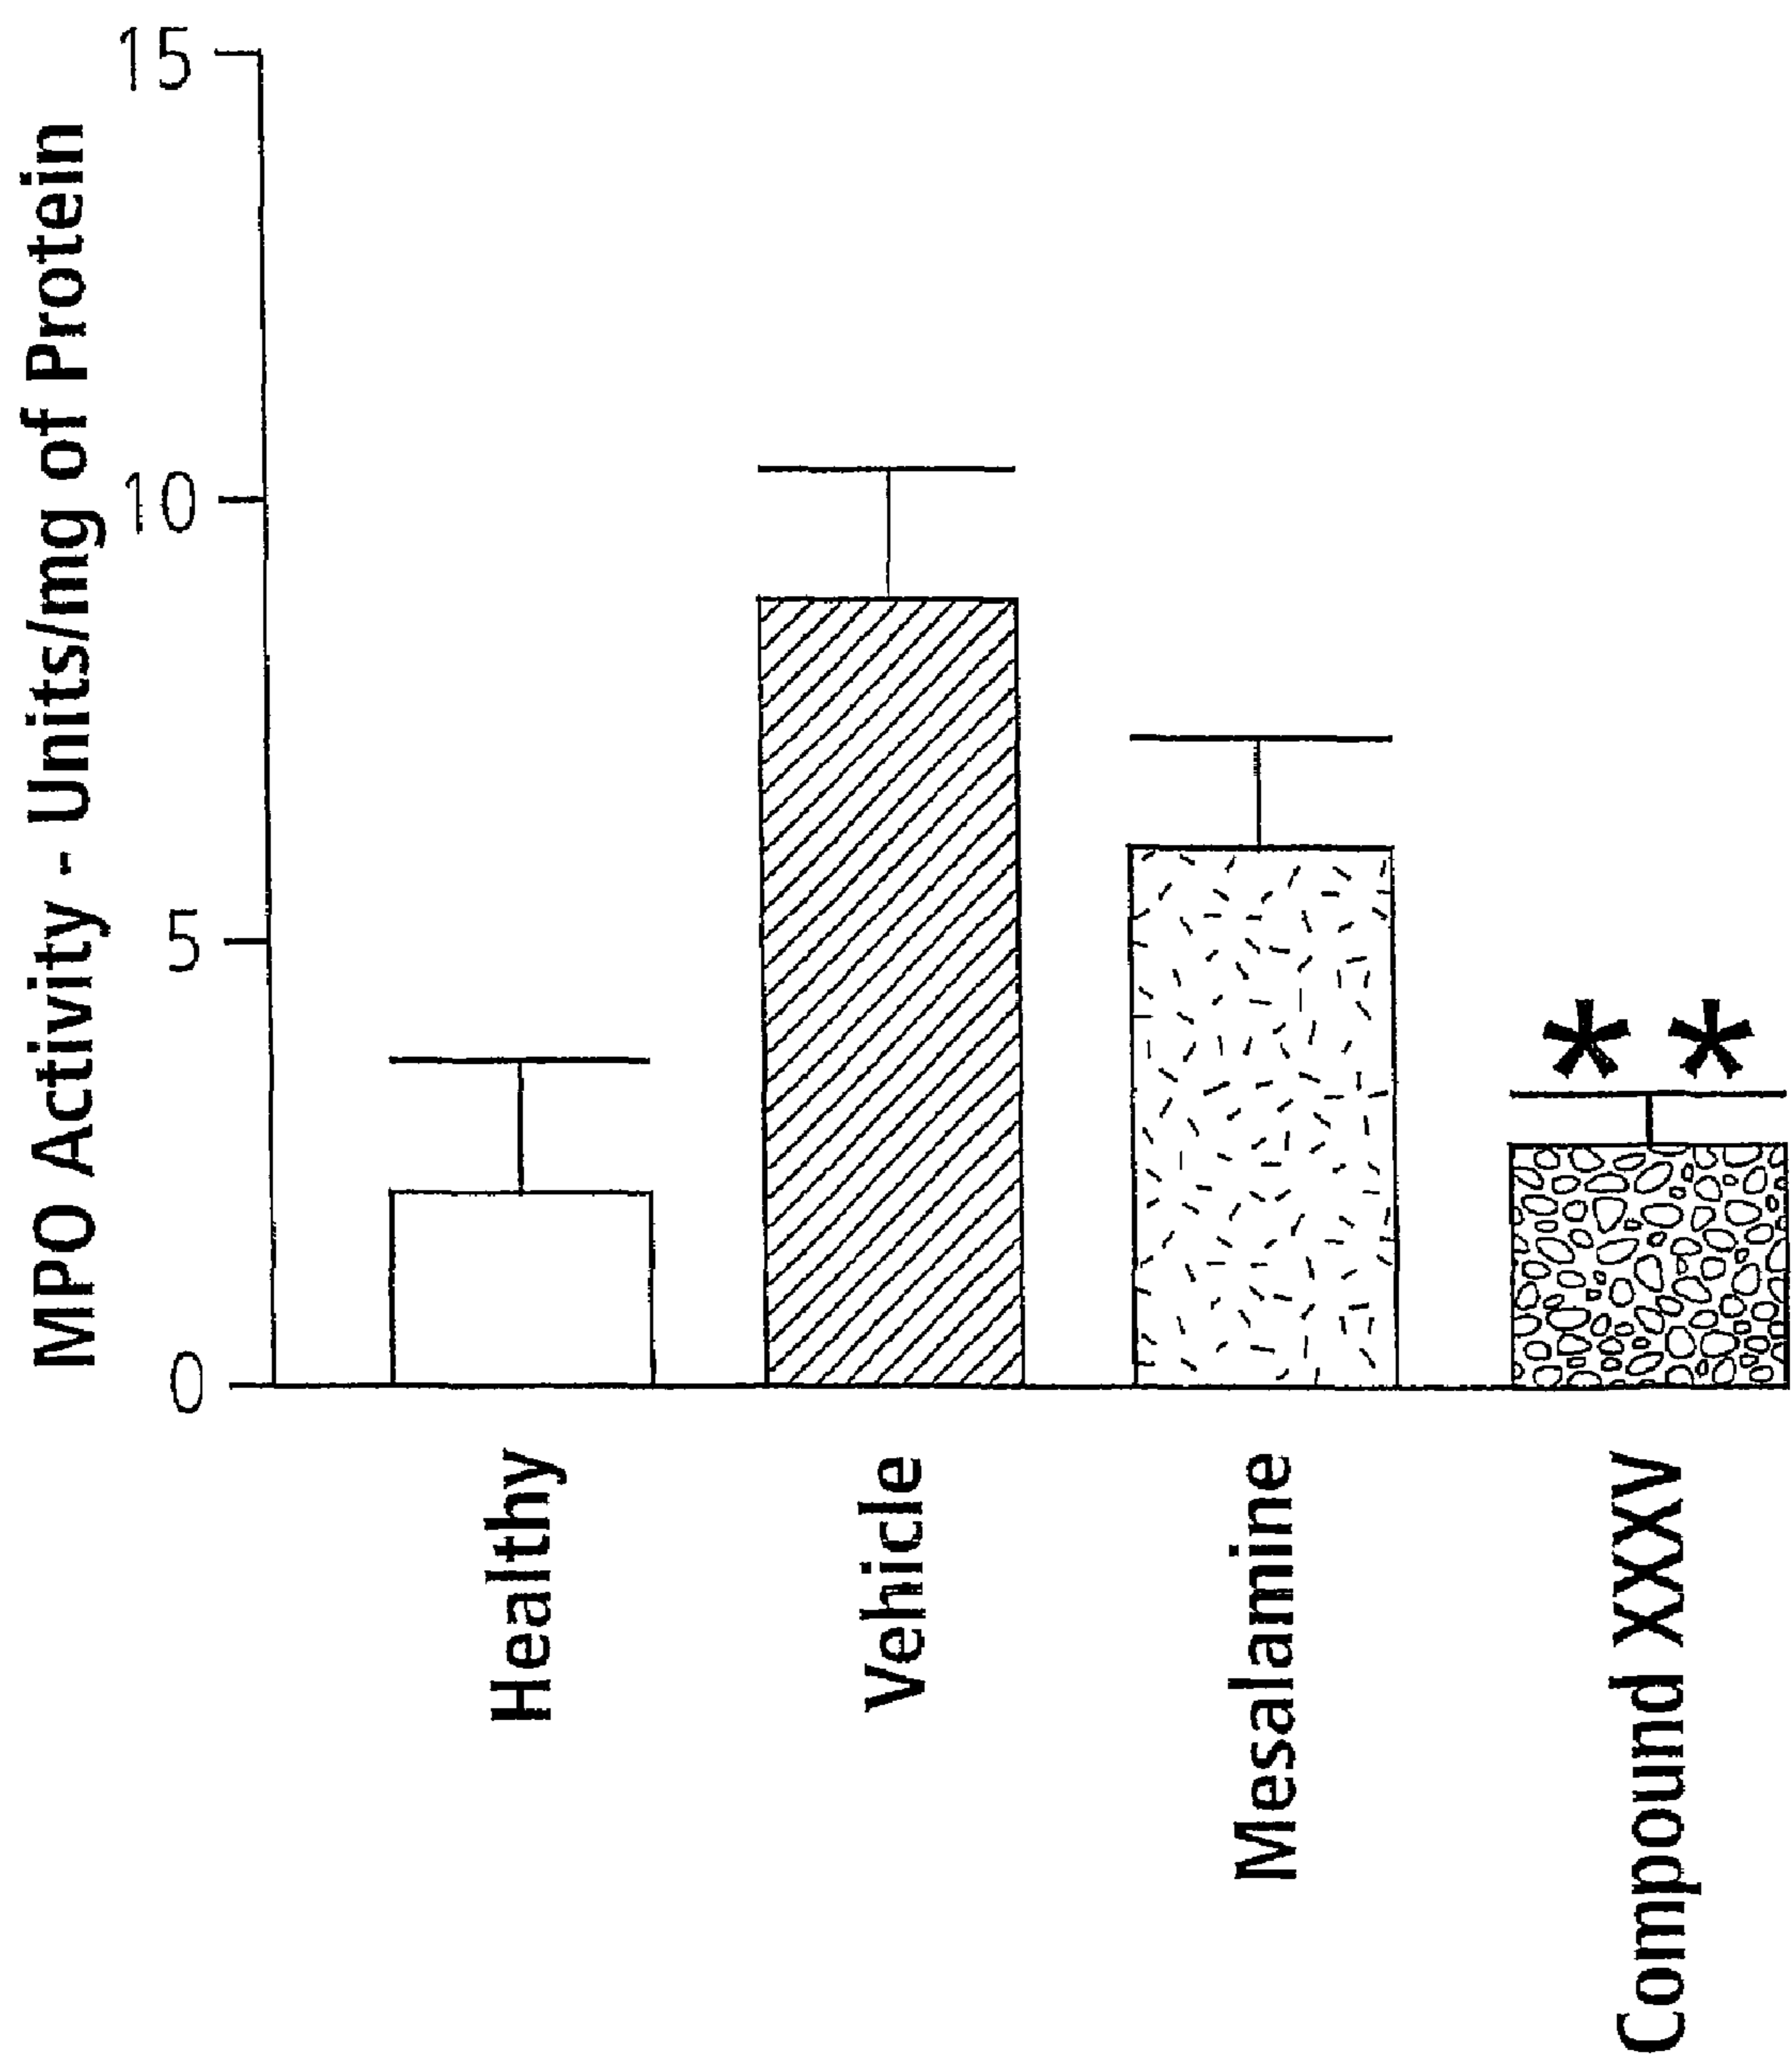 MPO Activity - Units/mg of Protein
15
10
5
0
**
Healthy
Vehicle
Mesalamine
Compound XXXV